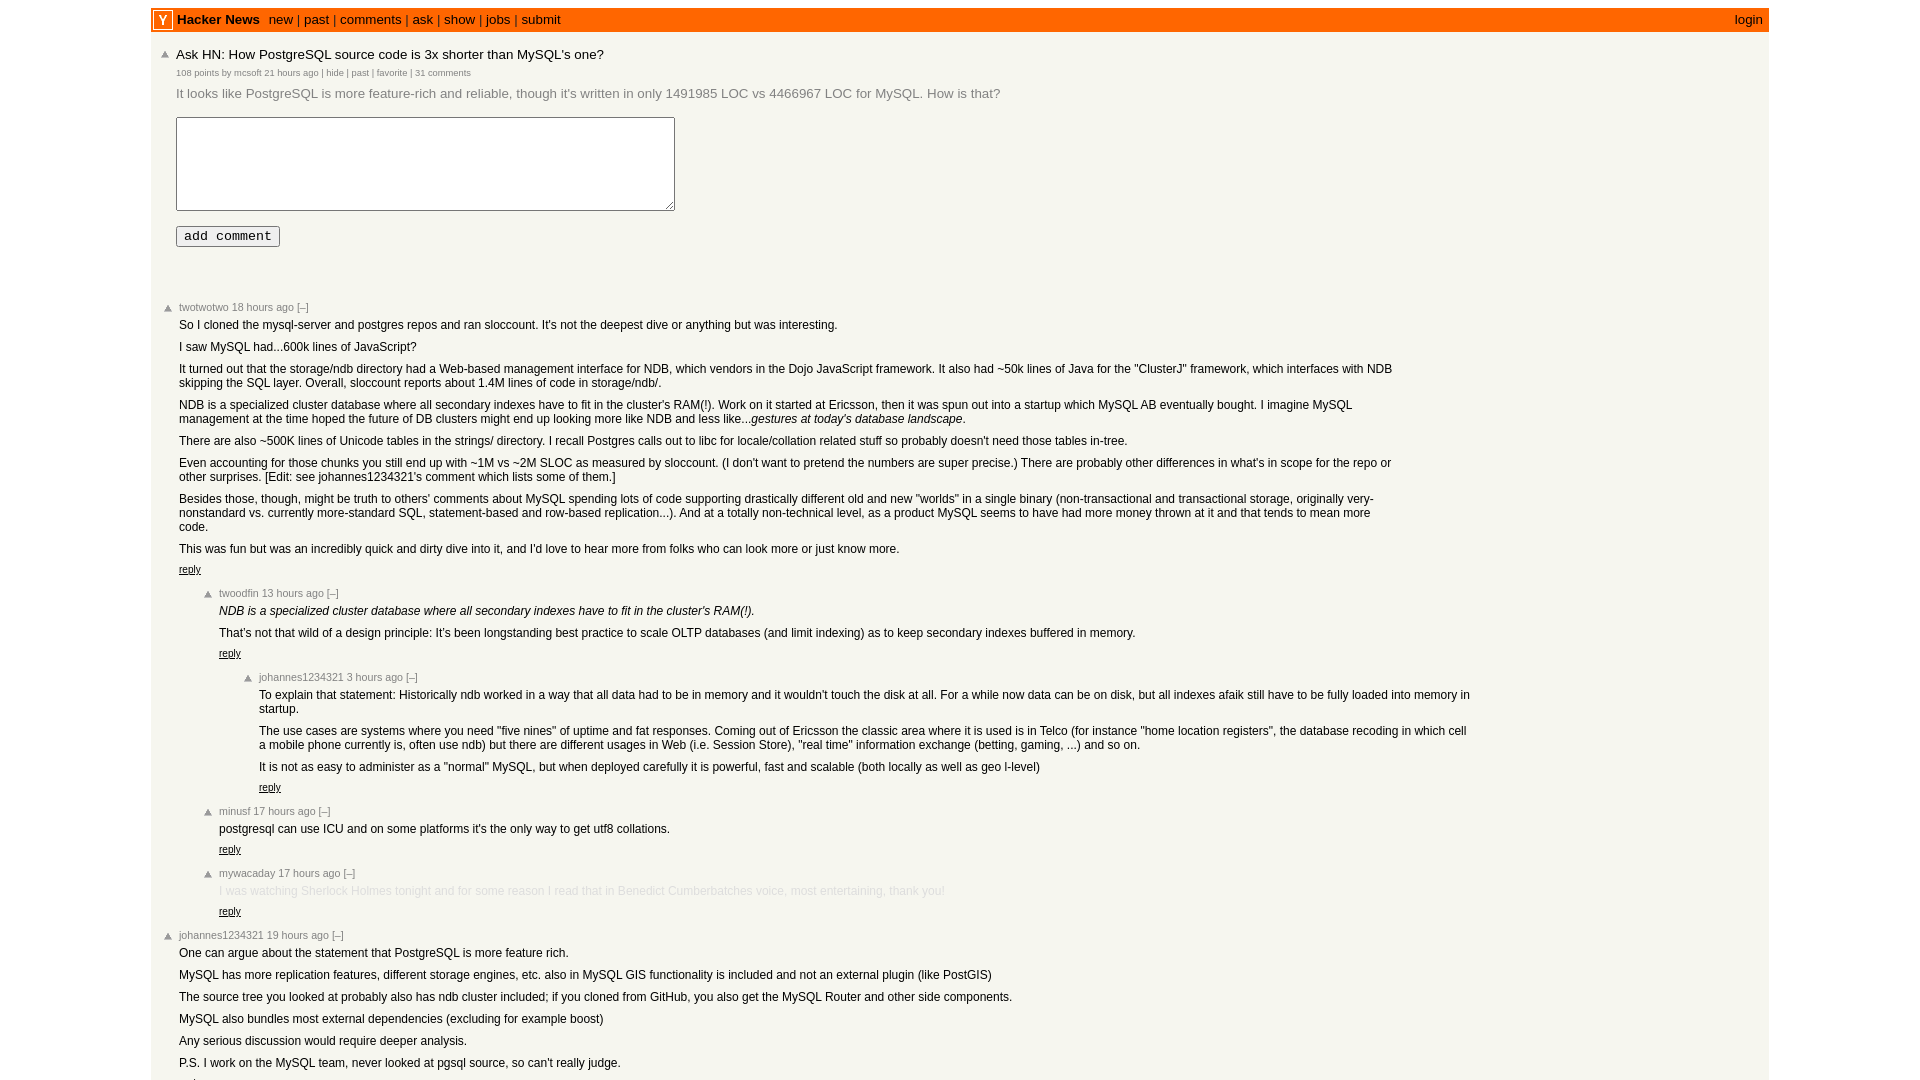 Y Hacker News new | past | comments | ask | show | jobs | submit login
Ask HN: How PostgreSQL source code is 3x shorter than MySQL's one?
108 points by mcsoft 21 hours ago | hide | past | favorite | 31 comments
It looks like PostgreSQL is more feature-rich and reliable, though it's written in only 1491985 LOC vs 4466967 LOC for MySQL. How is that?
add comment
twotwotwo 18 hours ago [–]
So I cloned the mysql-server and postgres repos and ran sloccount. It's not the deepest dive or anything but was interesting.
I saw MySQL had...600k lines of JavaScript?
It turned out that the storage/ndb directory had a Web-based management interface for NDB, which vendors in the Dojo JavaScript framework. It also had ~50k lines of Java for the "ClusterJ" framework, which interfaces with NDB
skipping the SQL layer. Overall, sloccount reports about 1.4M lines of code in storage/ndb/.
NDB is a specialized cluster database where all secondary indexes have to fit in the cluster's RAM(!). Work on it started at Ericsson, then it was spun out into a startup which MySQL AB eventually bought. I imagine MySQL
management at the time hoped the future of DB clusters might end up looking more like NDB and less like...gestures at today's database landscape.
There are also ~500K lines of Unicode tables in the strings/ directory. I recall Postgres calls out to libc for locale/collation related stuff so probably doesn't need those tables in-tree.
Even accounting for those chunks you still end up with ~1M vs ~2M SLOC as measured by sloccount. (I don't want to pretend the numbers are super precise.) There are probably other differences in what's in scope for the repo or
other surprises. [Edit: see johannes1234321's comment which lists some of them.]
Besides those, though, might be truth to others' comments about MySQL spending lots of code supporting drastically different old and new "worlds" in a single binary (non-transactional and transactional storage, originally very-
nonstandard vs. currently more-standard SQL, statement-based and row-based replication...). And at a totally non-technical level, as a product MySQL seems to have had more money thrown at it and that tends to mean more
code.
This was fun but was an incredibly quick and dirty dive into it, and I'd love to hear more from folks who can look more or just know more.
reply
twoodfin 13 hours ago [–]
NDB is a specialized cluster database where all secondary indexes have to fit in the cluster's RAM(!).
That's not that wild of a design principle: It's been longstanding best practice to scale OLTP databases (and limit indexing) as to keep secondary indexes buffered in memory.
reply
johannes1234321 3 hours ago [–]
To explain that statement: Historically ndb worked in a way that all data had to be in memory and it wouldn't touch the disk at all. For a while now data can be on disk, but all indexes afaik still have to be fully loaded into memory in
startup.
The use cases are systems where you need "five nines" of uptime and fat responses. Coming out of Ericsson the classic area where it is used is in Telco (for instance "home location registers", the database recoding in which cell
a mobile phone currently is, often use ndb) but there are different usages in Web (i.e. Session Store), "real time" information exchange (betting, gaming, ...) and so on.
It is not as easy to administer as a "normal" MySQL, but when deployed carefully it is powerful, fast and scalable (both locally as well as geo l-level)
reply
minusf 17 hours ago [–]
postgresql can use ICU and on some platforms it's the only way to get utf8 collations.
reply
mywacaday 17 hours ago [–]
I was watching Sherlock Holmes tonight and for some reason I read that in Benedict Cumberbatches voice, most entertaining, thank you!
reply
johannes1234321 19 hours ago [–]
One can argue about the statement that PostgreSQL is more feature rich.
MySQL has more replication features, different storage engines, etc. also in MySQL GIS functionality is included and not an external plugin (like PostGIS)
The source tree you looked at probably also has ndb cluster included; if you cloned from GitHub, you also get the MySQL Router and other side components.
MySQL also bundles most external dependencies (excluding for example boost)
Any serious discussion would require deeper analysis.
P.S. I work on the MySQL team, never looked at pgsql source, so can't really judge.